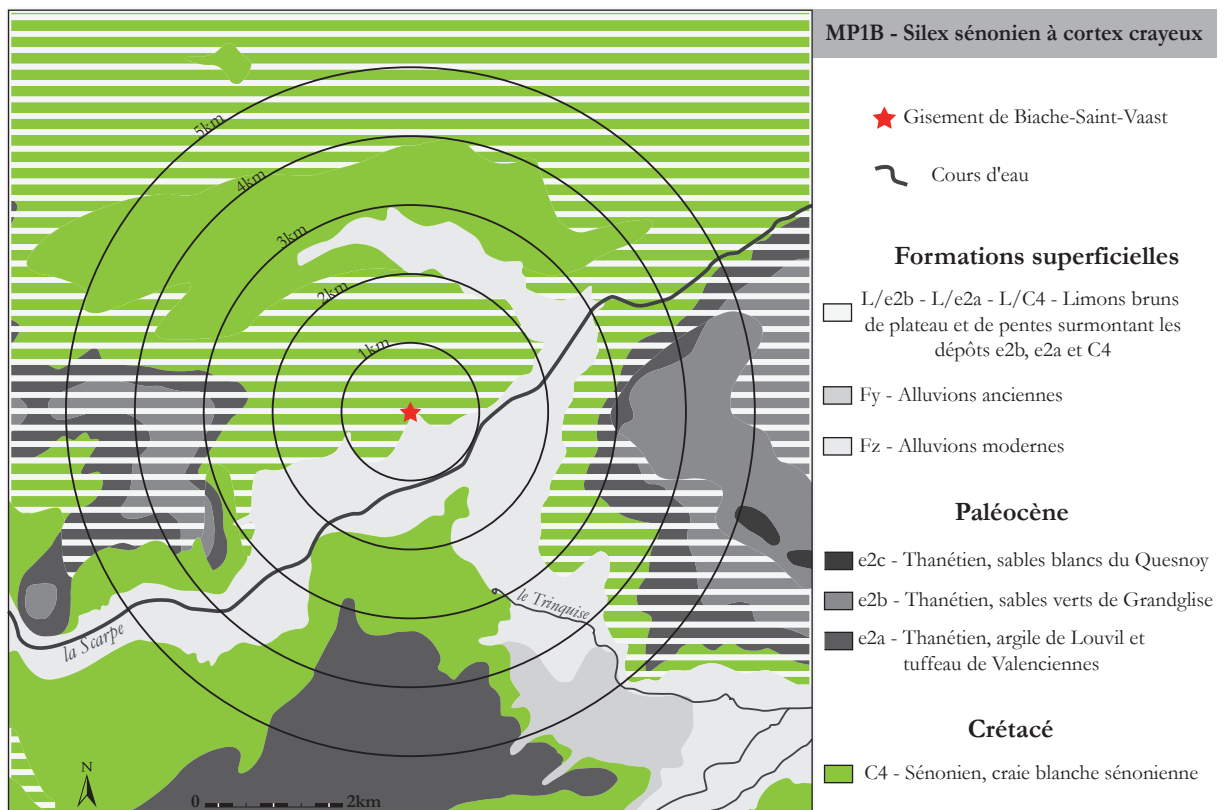 MP1B - Silex sénonien à cortex crayeux
Gisement de Biache-Saint-Vaast
Cours d'eau
Formations superficielles
L/e2b - L/e2a - L/C4 - Limons bruns
de plateau et de pentes surmontant les
dépôts e2b, e2a et C4
Fy - Alluvions anciennes
Fz - Alluvions modernes
Paléocène
e2c - Thanétien, sables blancs du Quesnoy
e2b - Thanétien, sables verts de Grandglise
e2a - Thanétien, argile de Louvil et
tuffeau de Valenciennes
Crétacé
C4 - Sénonien, craie blanche sénonienne
5km
4km
3km
2km
1km
le Trinquise
la Scarpe
N
0 2km